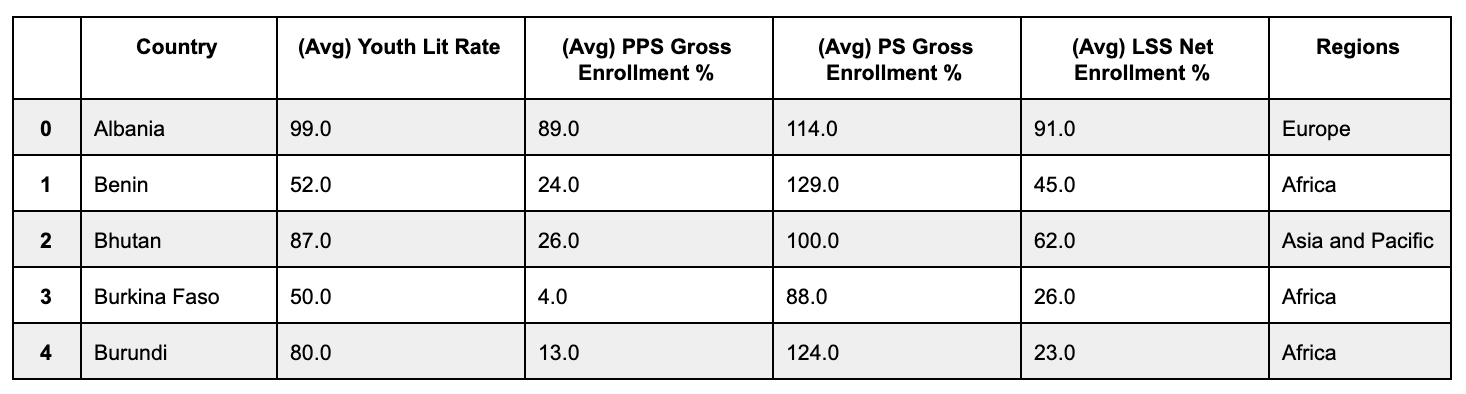 Country (Avg) Youth Lit Rate (Avg) PPS Gross Enrollment % (Avg) PS Gross Enrollment % (Avg) LSS Net Enrollment % Regions
0 Albania 99.0 89.0 114.0 91.0 Europe
1 Benin 52.0 24.0 129.0 45.0 Africa
2 Bhutan 87.0 26.0 100.0 62.0 Asia and Pacific
3 Burkina Faso 50.0 4.0 88.0 26.0 Africa
4 Burundi 80.0 13.0 124.0 23.0 Africa